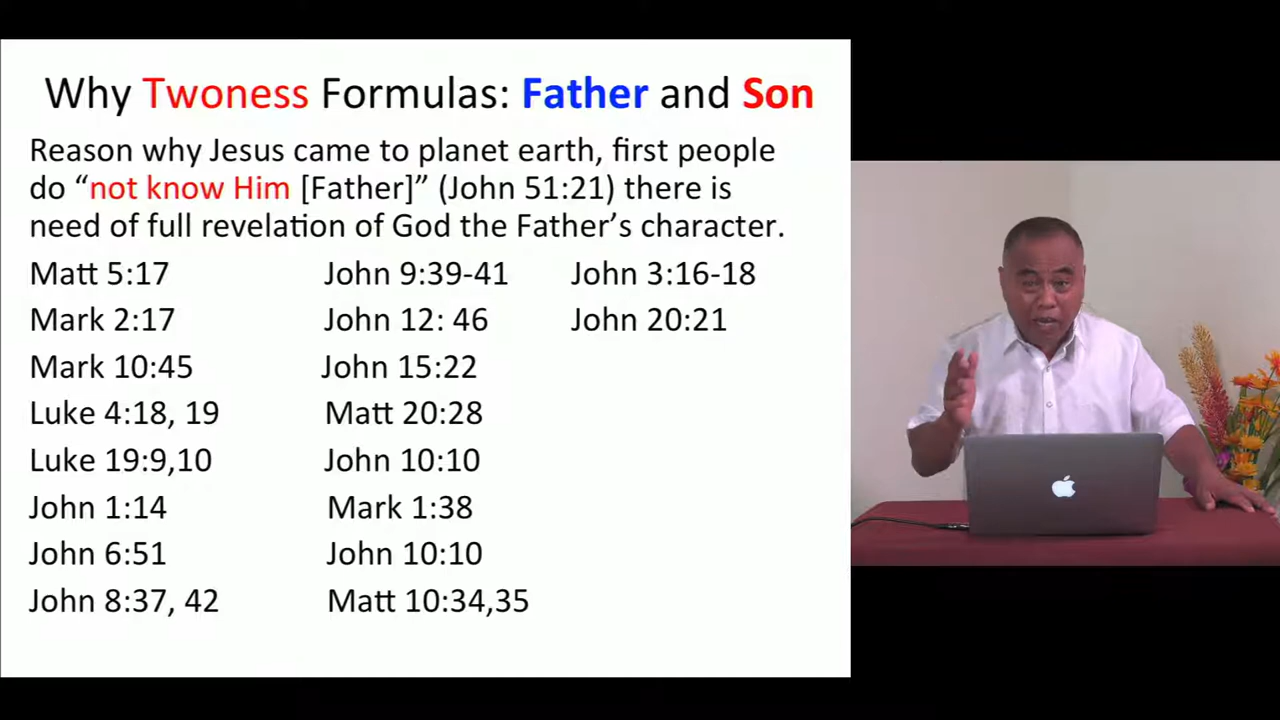 Why Twoness Formulas: Father and Son
Reason why Jesus came to planet earth, first people
do “not know Him [Father]” (John 51:21) there is
need of full revelation of God the Father’s character.
Matt 5:17
Mark 2:17
Mark 10:45
Luke 4:18, 19
Luke 19:9,10
John 1:14
John 6:51
John 8:37, 42
John 9:39-41
John 12: 46
John 15:22
Matt 20:28
John 10:10
Mark 1:38
John 10:10
Matt 10:34,35
John 3:16-18
John 20:21